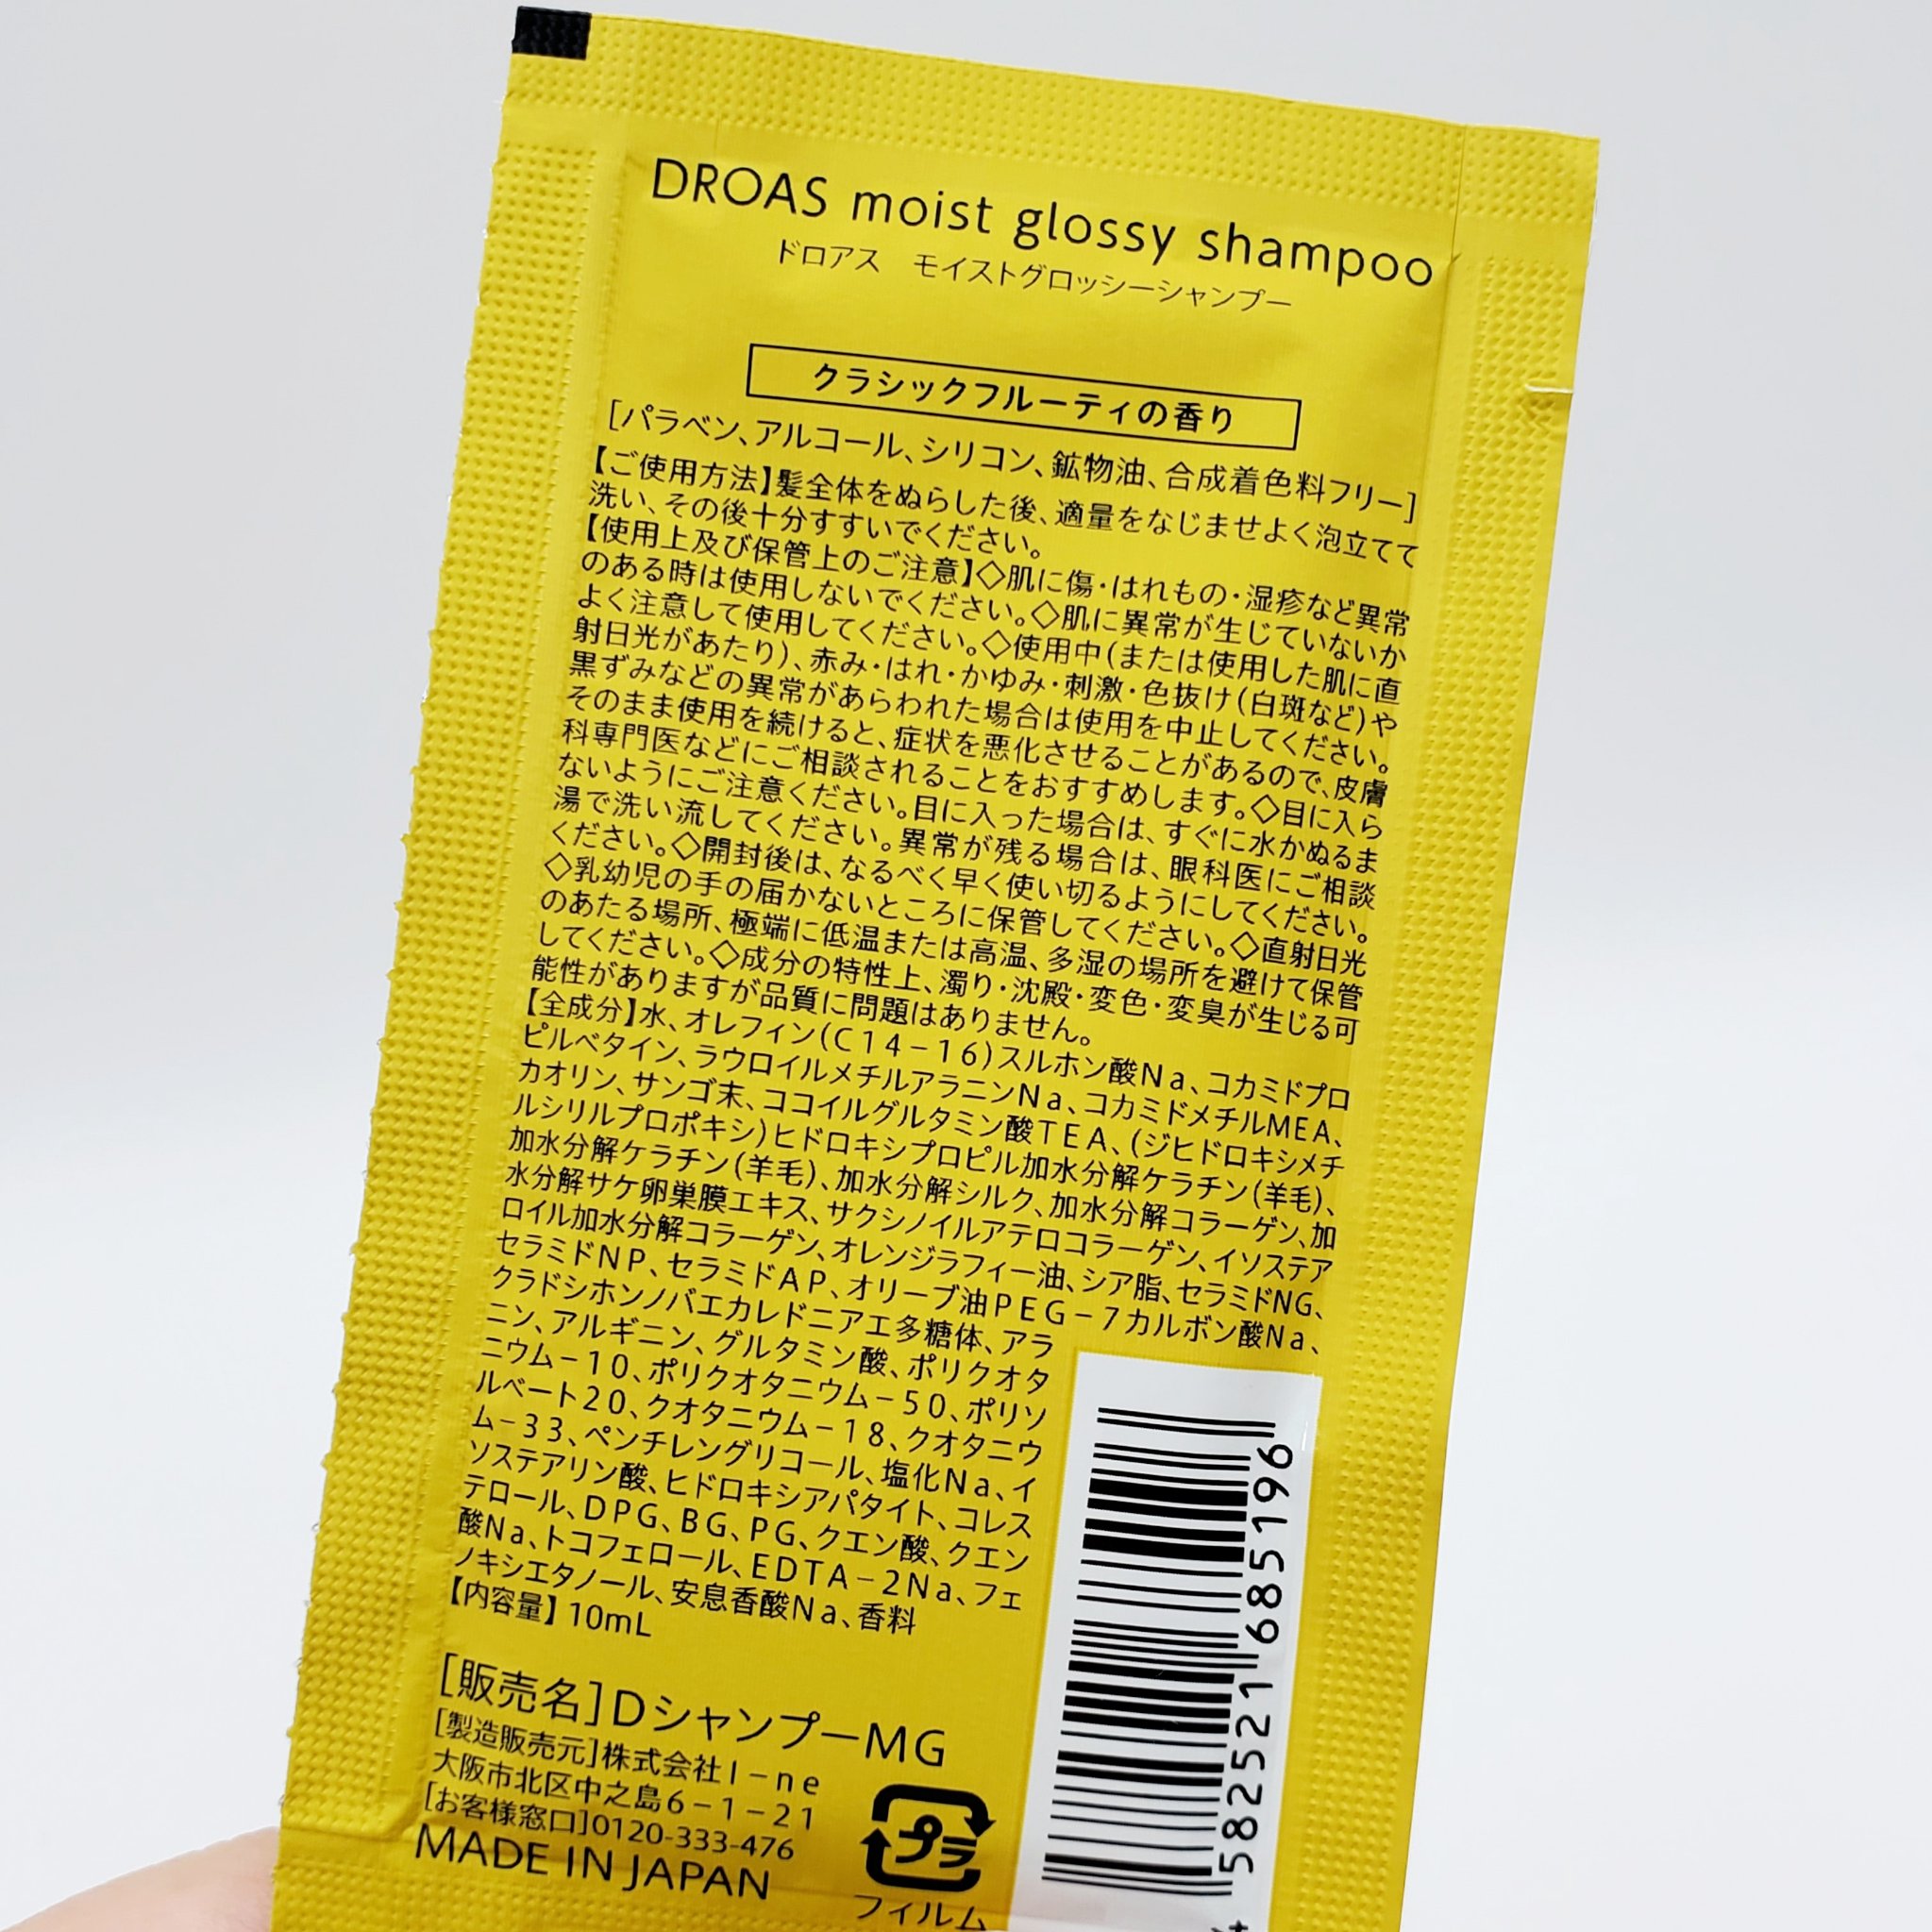 DROAS moist glossy shampoo
ドロアス モイストグロッシーシャンプー
クラシックフルーティの香り
[パラベン、アルコール、シリコン、鉱物油、合成着色料フリー]
【ご使用方法】髪全体をぬらした後、適量をなじませよく泡立てて
洗い、その後十分すすいでください。
【使用上及び保管上のご注意】◇肌に傷・はれもの・湿疹など異常
のある時は使用しないでください。◇肌に異常が生じていないか
よく注意して使用してください。◇使用中(または使用した肌に直
射日光があたり)、赤み・はれ・かゆみ・刺激・色抜け(白斑など)や
黒ずみなどの異常があらわれた場合は使用を中止してください。
そのまま使用を続けると、症状を悪化させることがあるので、皮膚
科専門医などにご相談されることをおすすめします。◇目に入ら
ないようにご注意ください。目に入った場合は、すぐに水かぬるま
湯で洗い流してください。異常が残る場合は、眼科医にご相談
ください。◇開封後は、なるべく早く使い切るようにしてください。
◇乳幼児の手の届かないところに保管してください。◇直射日光
のあたる場所、極端に低温または高温、多湿の場所を避けて保管
してください。◇成分の特性上、濁り・沈殿・変色・変臭が生じる可
能性がありますが品質に問題はありません。
【全成分】水、オレフィン(C14-16)スルホン酸Na、コカミドプロ
ピルベタイン、ラウロイルメチルアラニンNa、コカミドメチルMEA、
カオリン、サンゴ末、ココイルグルタミン酸TEA、(ジヒドロキシメチ
ルシリルプロポキシ)ヒドロキシプロピル加水分解ケラチン(羊毛)、
加水分解ケラチン(羊毛)、加水分解シルク、加水分解コラーゲン、加
水分解サケ卵巣膜エキス、サクシノイルアテロコラーゲン、イソステア
ロイル加水分解コラーゲン、オレンジラフィー油、シア脂、セラミドNG、
セラミドNP、セラミドAP、オリーブ油PEG-7カルボン酸Na、
クラドシホンノバエカレドニアエ多糖体、アラ
ニン、アルギニン、グルタミン酸、ポリクオタ
ニウム-10、ポリクオタニウム-50、ポリソ
ルベート20、クオタニウム-18、クオタニウ
ム-33、ペンチレングリコール、塩化Na、イ
ソステアリン酸、ヒドロキシアパタイト、コレス
テロール、DPG、BG、PG、クエン酸、クエン
酸Na、トコフェロール、EDTA-2Na、フェ
ノキシエタノール、安息香酸Na、香料
【内容量】10mL
[販売名]DシャンプーMG
[製造販売元]株式会社I-ne
大阪市北区中之島6-1-21
[お客様窓口]0120-333-476
MADE IN JAPAN
プラ
フィルム
4 582521 685196